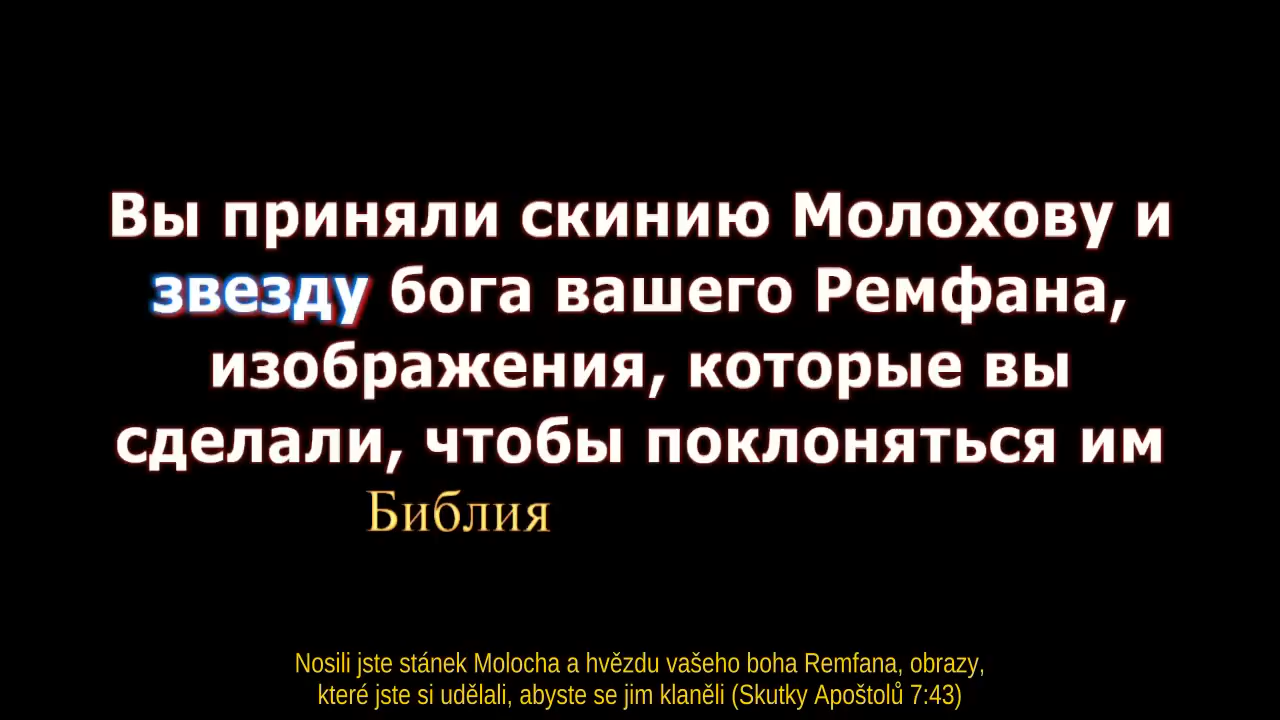 Вы приняли скинию Молохову и
звезду бога вашего Ремфана,
изображения, которые вы
сделали, чтобы поклоняться им
Библия
Nosili jste stánek Molocha a hvězdu vašeho boha Remfana, obrazy,
které jste si udělali, abyste se jim klaněli (Skutky Apoštolů 7:43)